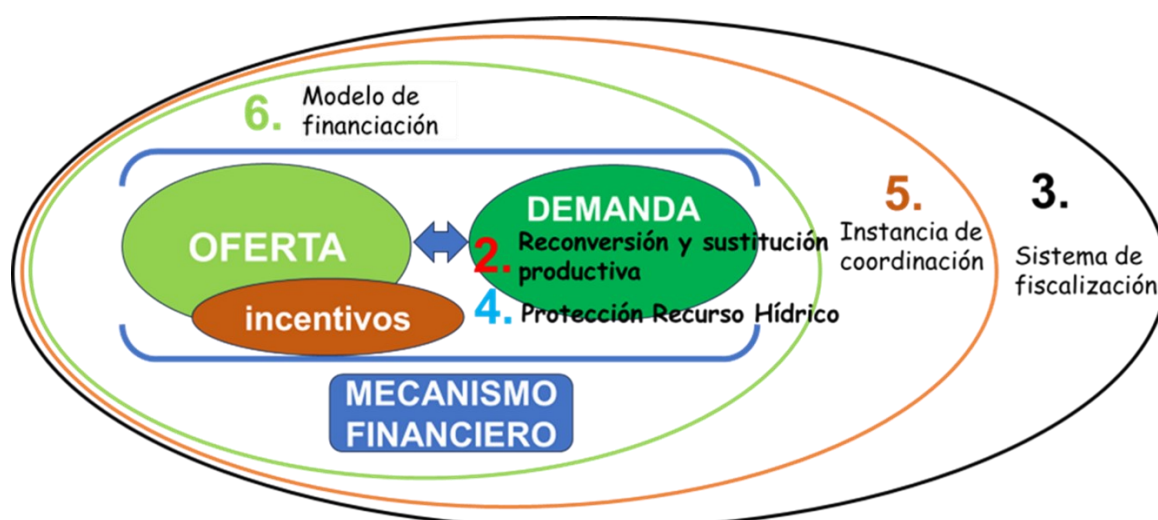 6. Modelo de
financiación
OFERTA
incentivos
DEMANDA
2. Reconversión y sustitución
productiva
4. Protección Recurso Hídrico
MECANISMO
FINANCIERO
5.
Instancia de
coordinación
3.
Sistema de
fiscalización